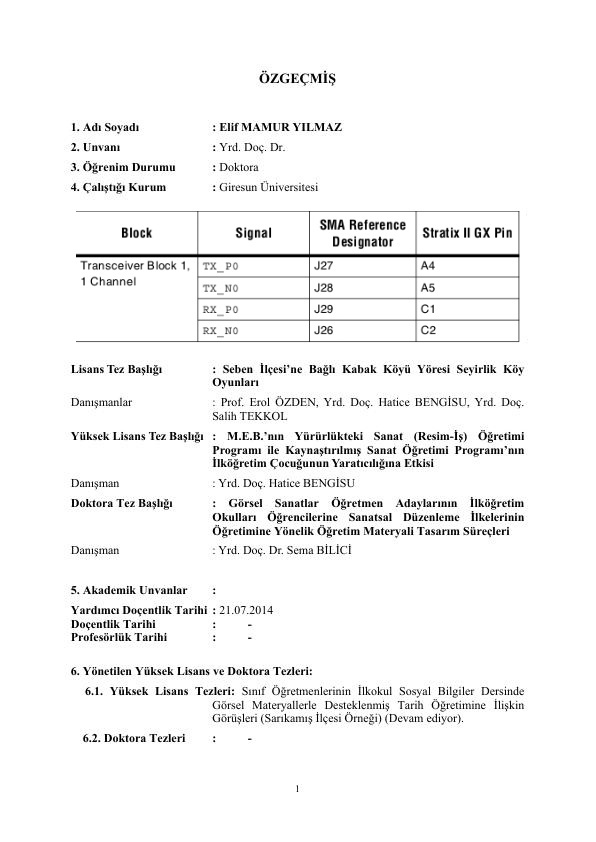 ÖZGEÇMİŞ
1. Adı Soyadı : Elif MAMUR YILMAZ
2. Unvanı : Yrd. Doç. Dr.
3. Öğrenim Durumu : Doktora
4. Çalıştığı Kurum : Giresun Üniversitesi
Block Signal SMA Reference Designator Stratix II GX Pin
Transceiver Block 1, 1 Channel TX_P0 J27 A4
TX_N0 J28 A5
RX_P0 J29 C1
RX_N0 J26 C2
Lisans Tez Başlığı : Seben İlçesi’ne Bağlı Kabak Köyü Yöresi Seyirlik Köy
Oyunları
Danışmanlar : Prof. Erol ÖZDEN, Yrd. Doç. Hatice BENGİSU, Yrd. Doç.
Salih TEKKOL
Yüksek Lisans Tez Başlığı : M.E.B.’nın Yürürlükteki Sanat (Resim-İş) Öğretimi
Programı ile Kaynaştırılmış Sanat Öğretimi Programı’nın
İlköğretim Çocuğunun Yaratıcılığına Etkisi
Danışman : Yrd. Doç. Hatice BENGİSU
Doktora Tez Başlığı : Görsel Sanatlar Öğretmen Adaylarının İlköğretim
Okulları Öğrencilerine Sanatsal Düzenleme İlkelerinin
Öğretimine Yönelik Öğretim Materyali Tasarım Süreçleri
Danışman : Yrd. Doç. Dr. Sema BİLİCİ
5. Akademik Unvanlar :
Yardımcı Doçentlik Tarihi : 21.07.2014
Doçentlik Tarihi : -
Profesörlük Tarihi : -
6. Yönetilen Yüksek Lisans ve Doktora Tezleri:
6.1. Yüksek Lisans Tezleri: Sınıf Öğretmenlerinin İlkokul Sosyal Bilgiler Dersinde
Görsel Materyallerle Desteklenmiş Tarih Öğretimine İlişkin
Görüşleri (Sarıkamış İlçesi Örneği) (Devam ediyor).
6.2. Doktora Tezleri : -
1